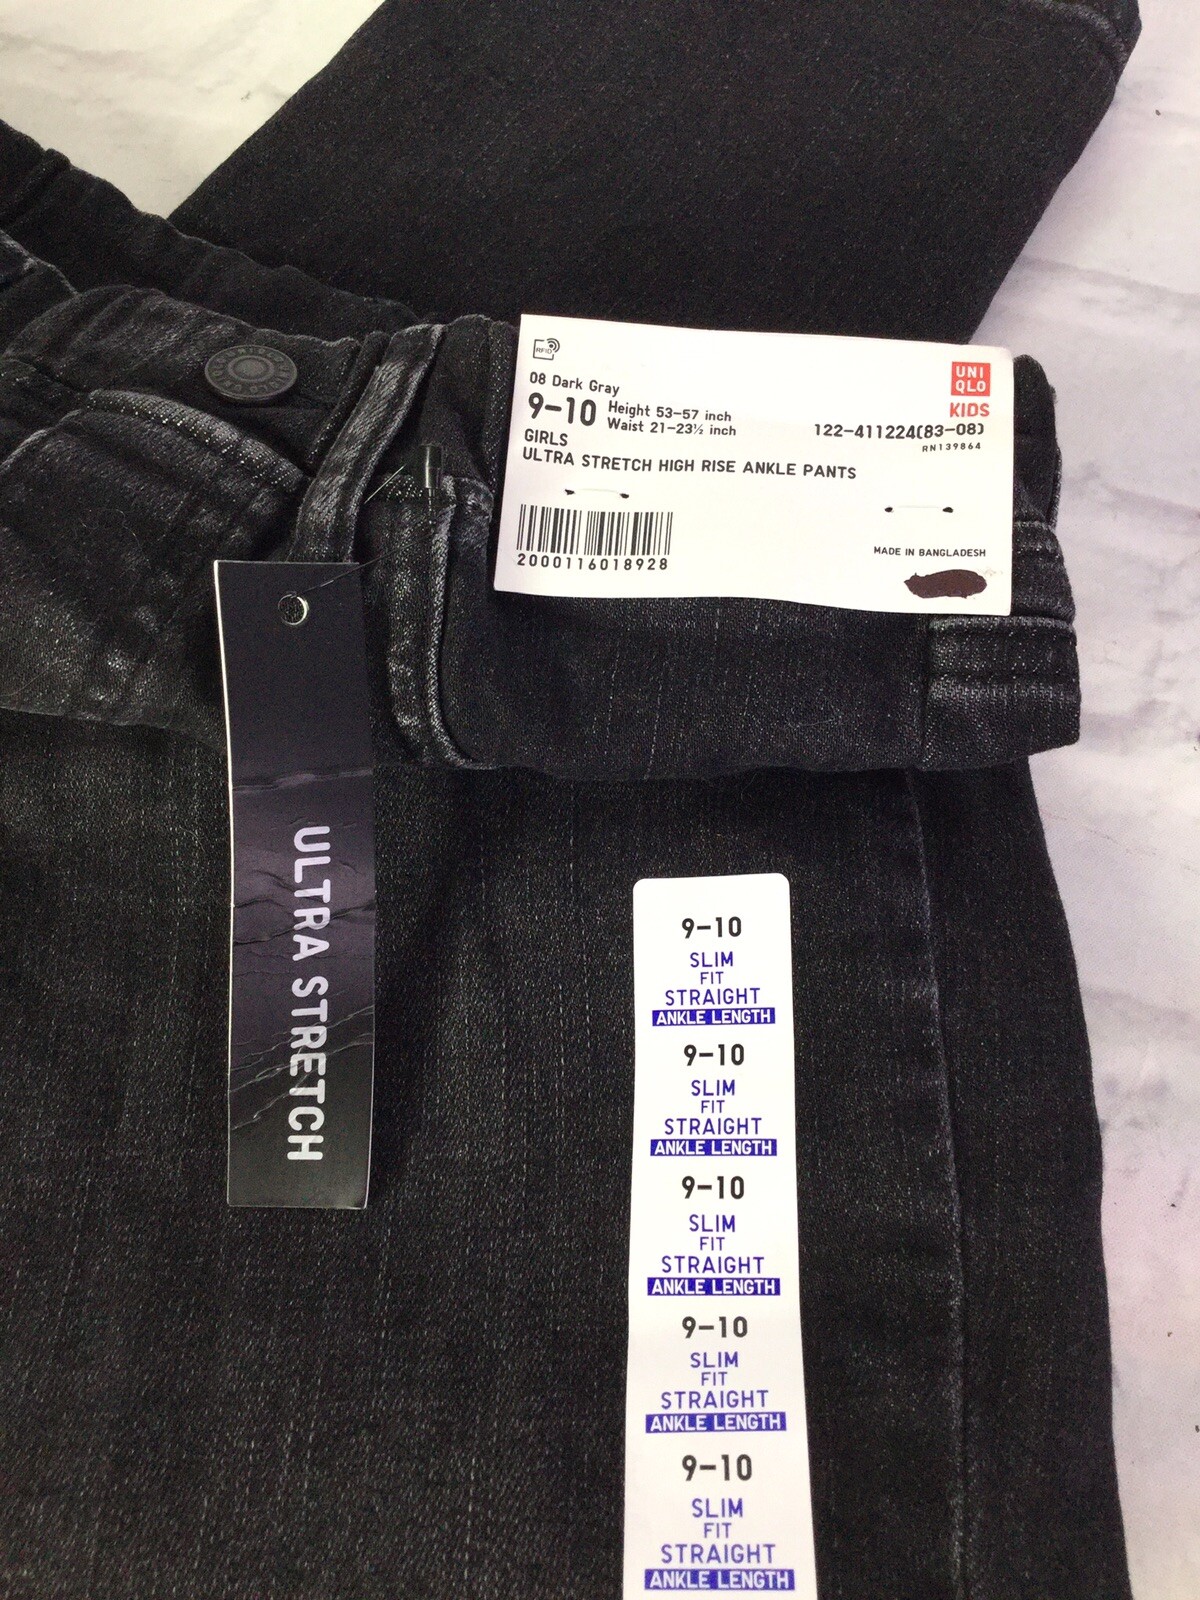 RFID
08 Dark Gray
9-10 Height 53-57 inch
Waist 21-23½ inch
GIRLS
ULTRA STRETCH HIGH RISE ANKLE PANTS
UNI
QLO
KIDS
122-411224(83-08)
RN139864
2000116018928
MADE IN BANGLADESH
ULTRA STRETCH
9-10
SLIM
FIT
STRAIGHT
ANKLE LENGTH
9-10
SLIM
FIT
STRAIGHT
ANKLE LENGTH
9-10
SLIM
FIT
STRAIGHT
ANKLE LENGTH
9-10
SLIM
FIT
STRAIGHT
ANKLE LENGTH
9-10
SLIM
FIT
STRAIGHT
ANKLE LENGTH